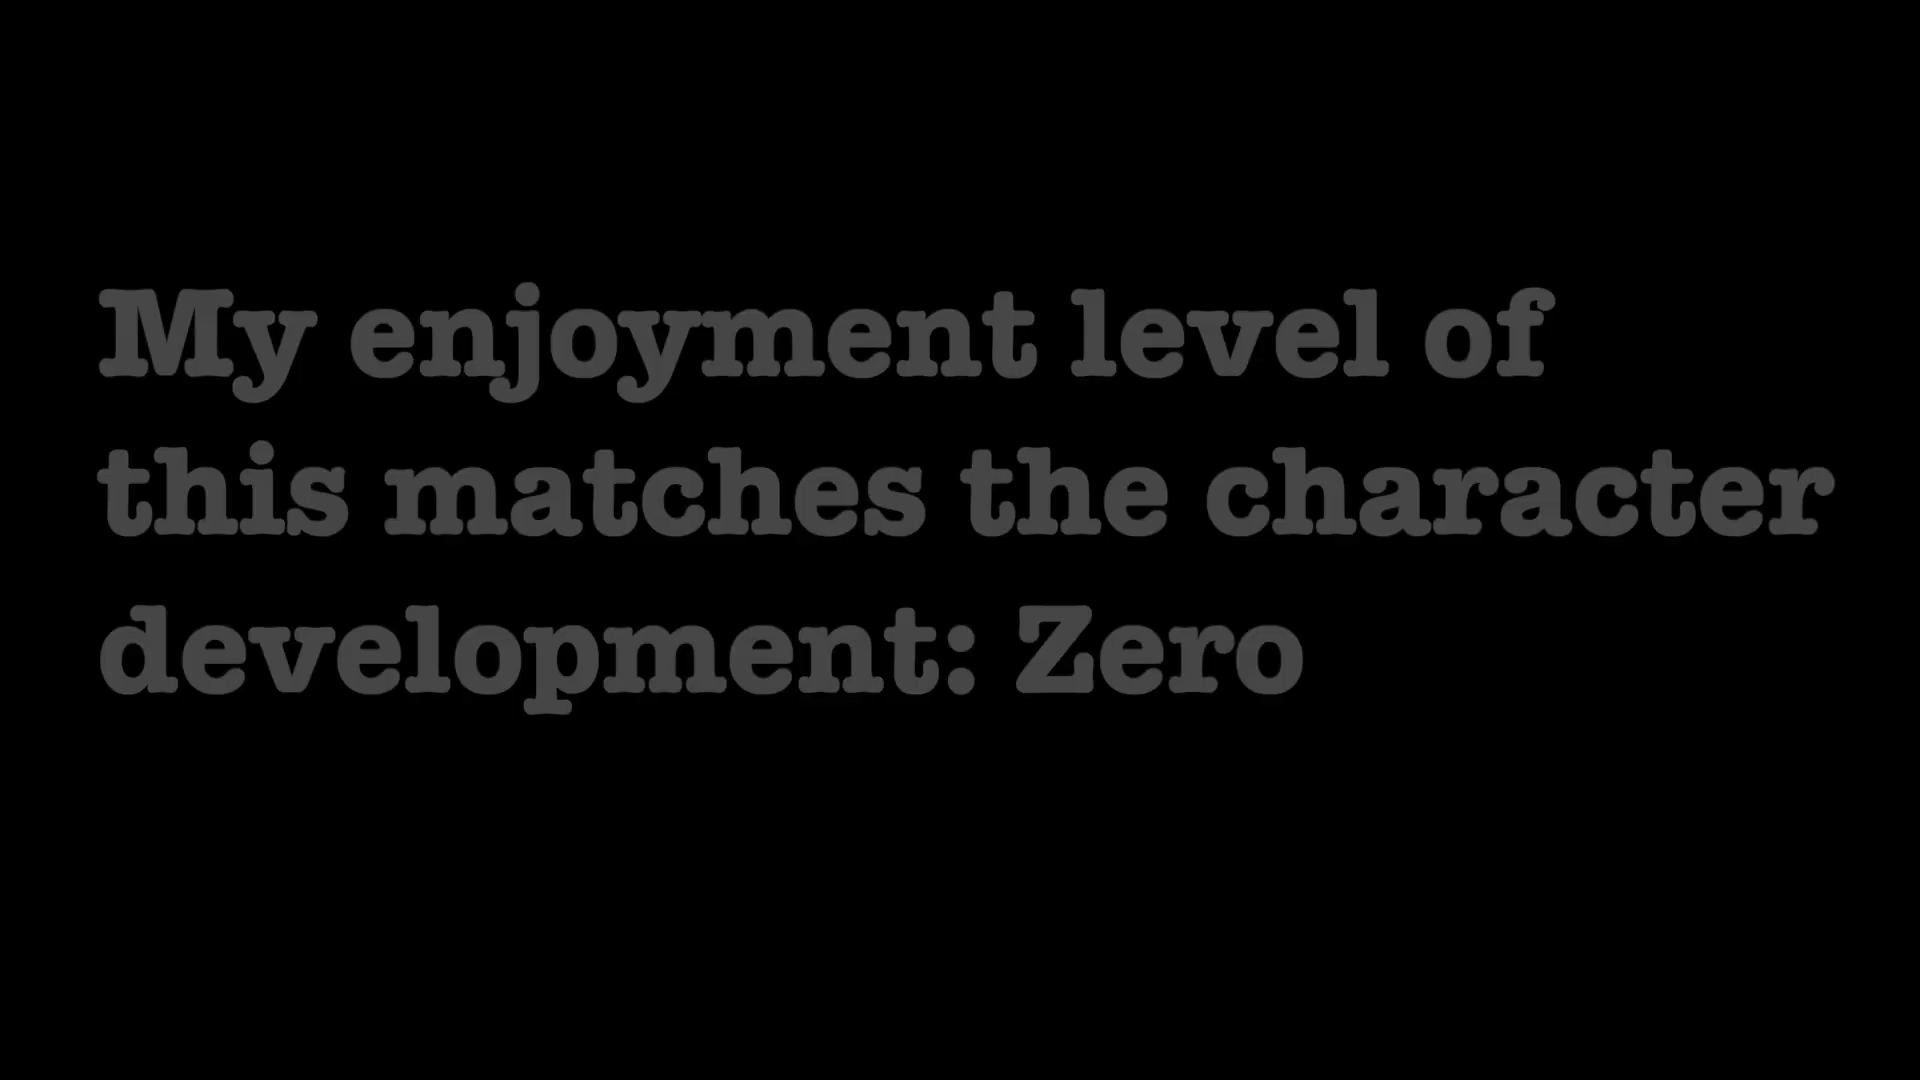 My enjoyment level of
this matches the character
development: Zero